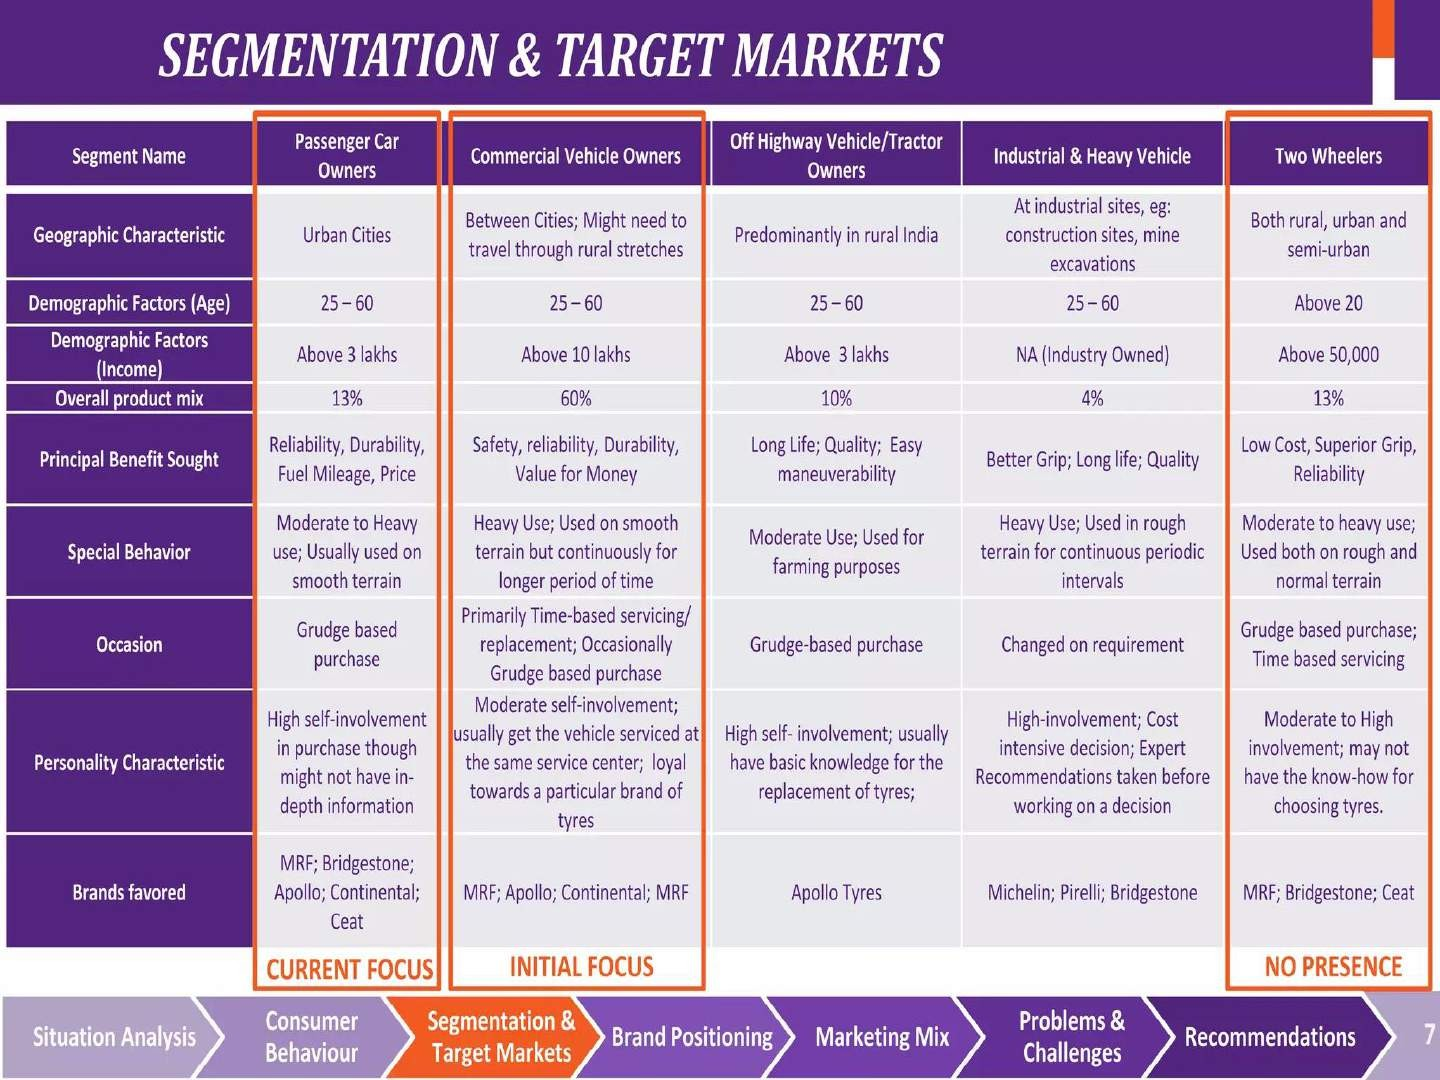 SEGMENTATION & TARGET MARKETS
Segment Name
Passenger Car
Owners
Commercial Vehicle Owners
Off Highway Vehicle/Tractor
Owners
Industrial & Heavy Vehicle
Two Wheelers
Geographic Characteristic
Urban Cities
Between Cities; Might need to
travel through rural stretches
Predominantly in rural India
At industrial sites, eg:
construction sites, mine
excavations
Both rural, urban and
semi-urban
Demographic Factors (Age)
25 – 60
25 – 60
25 – 60
25 – 60
Above 20
Demographic Factors
(Income)
Above 3 lakhs
Above 10 lakhs
Above 3 lakhs
NA (Industry Owned)
Above 50,000
Overall product mix
13%
60%
10%
4%
13%
Principal Benefit Sought
Reliability, Durability,
Fuel Mileage, Price
Safety, reliability, Durability,
Value for Money
Long Life; Quality; Easy
maneuverability
Better Grip; Long life; Quality
Low Cost, Superior Grip,
Reliability
Special Behavior
Moderate to Heavy
use; Usually used on
smooth terrain
Heavy Use; Used on smooth
terrain but continuously for
longer period of time
Moderate Use; Used for
farming purposes
Heavy Use; Used in rough
terrain for continuous periodic
intervals
Moderate to heavy use;
Used both on rough and
normal terrain
Occasion
Grudge based
purchase
Primarily Time-based servicing/
replacement; Occasionally
Grudge based purchase
Grudge-based purchase
Changed on requirement
Grudge based purchase;
Time based servicing
Personality Characteristic
High self-involvement
in purchase though
might not have in-
depth information
Moderate self-involvement;
usually get the vehicle serviced at
the same service center; loyal
towards a particular brand of
tyres
High self- involvement; usually
have basic knowledge for the
replacement of tyres;
High-involvement; Cost
intensive decision; Expert
Recommendations taken before
working on a decision
Moderate to High
involvement; may not
have the know-how for
choosing tyres.
Brands favored
MRF; Bridgestone;
Apollo; Continental;
Ceat
MRF; Apollo; Continental; MRF
Apollo Tyres
Michelin; Pirelli; Bridgestone
MRF; Bridgestone; Ceat
CURRENT FOCUS
INITIAL FOCUS
NO PRESENCE
Situation Analysis
Consumer
Behaviour
Segmentation &
Target Markets
Brand Positioning
Marketing Mix
Problems &
Challenges
Recommendations
7